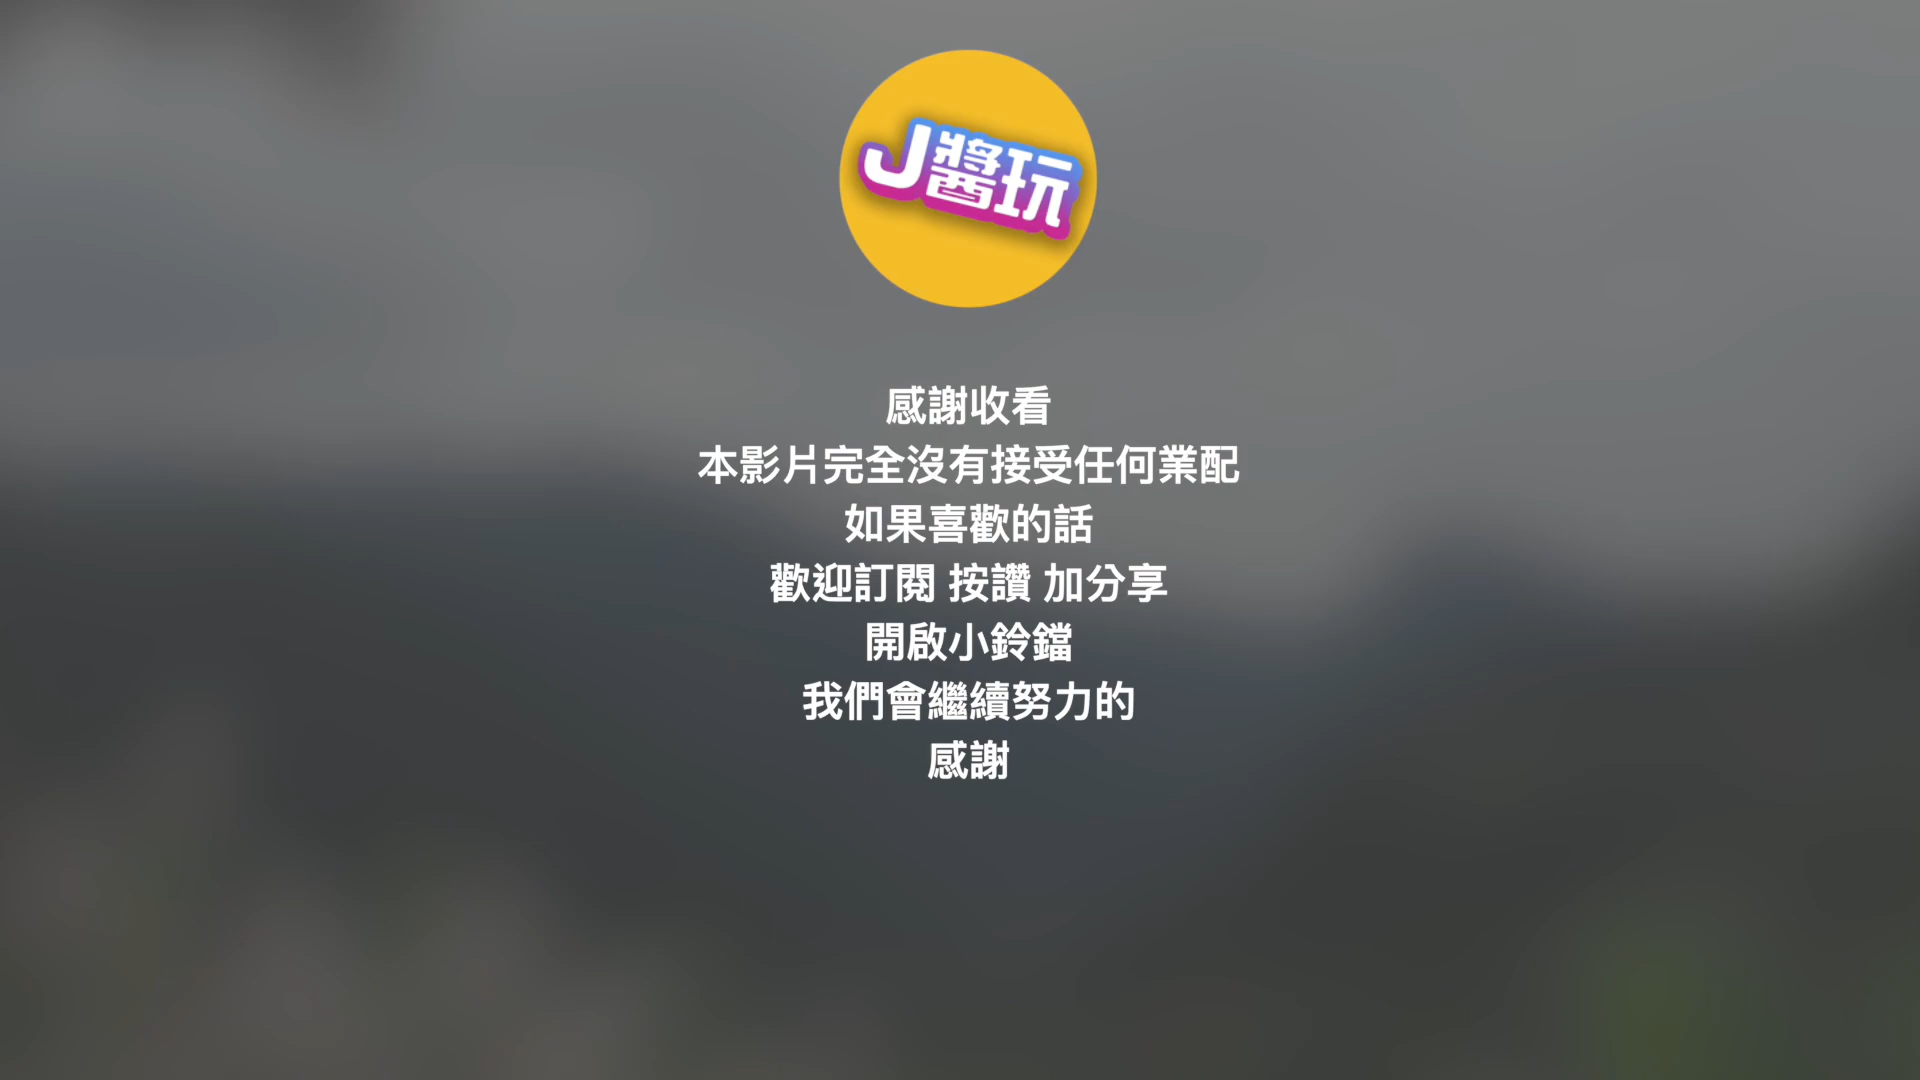 J醬玩
感謝收看
本影片完全沒有接受任何業配
如果喜歡的話
歡迎訂閱 按讚 加分享
開啟小鈴鐺
我們會繼續努力的
感謝